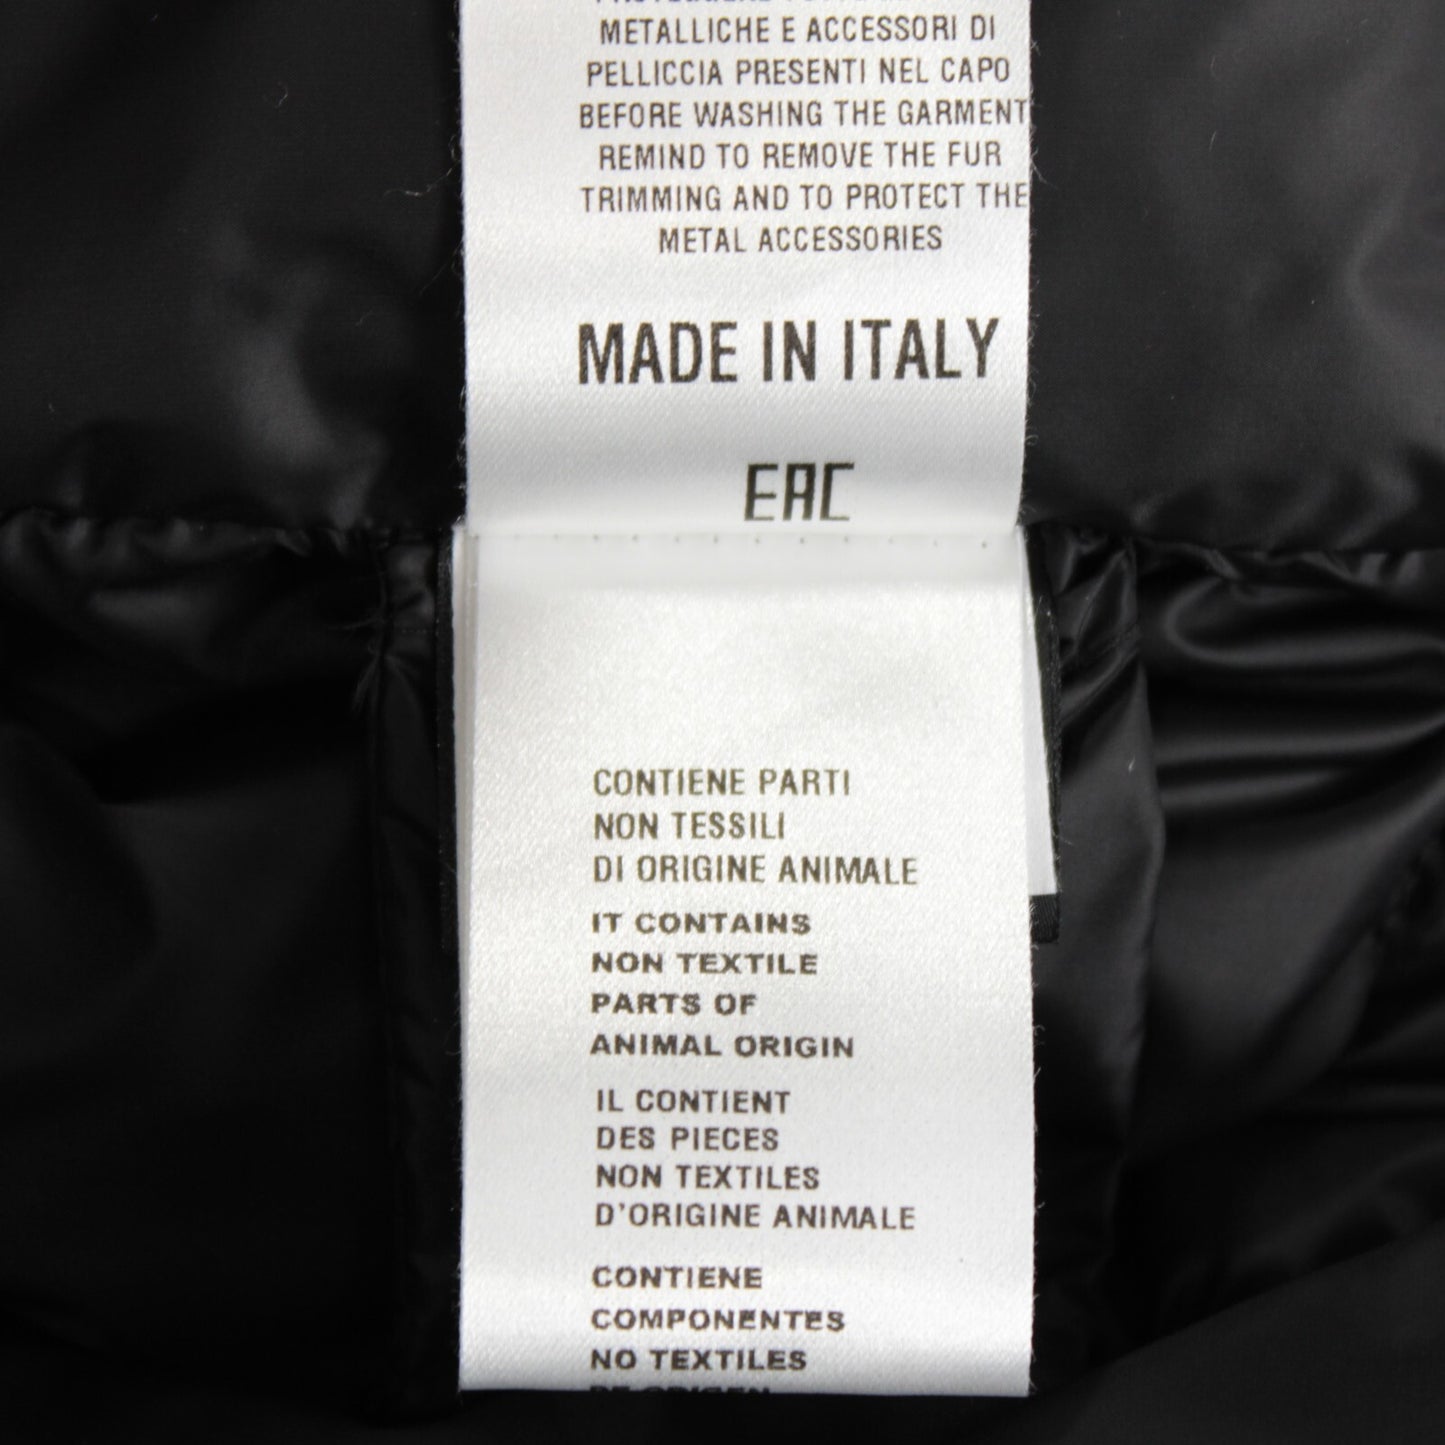 METALLICHE E ACCESSORI DI
PELLICCIA PRESENTI NEL CAPO
BEFORE WASHING THE GARMENT
REMIND TO REMOVE THE FUR
TRIMMING AND TO PROTECT THE
METAL ACCESSORIES
MADE IN ITALY
EAC
CONTIENE PARTI
NON TESSILI
DI ORIGINE ANIMALE
IT CONTAINS
NON TEXTILE
PARTS OF
ANIMAL ORIGIN
IL CONTIENT
DES PIECES
NON TEXTILES
D'ORIGINE ANIMALE
CONTIENE
COMPONENTES
NO TEXTILES
DE ORIGEN